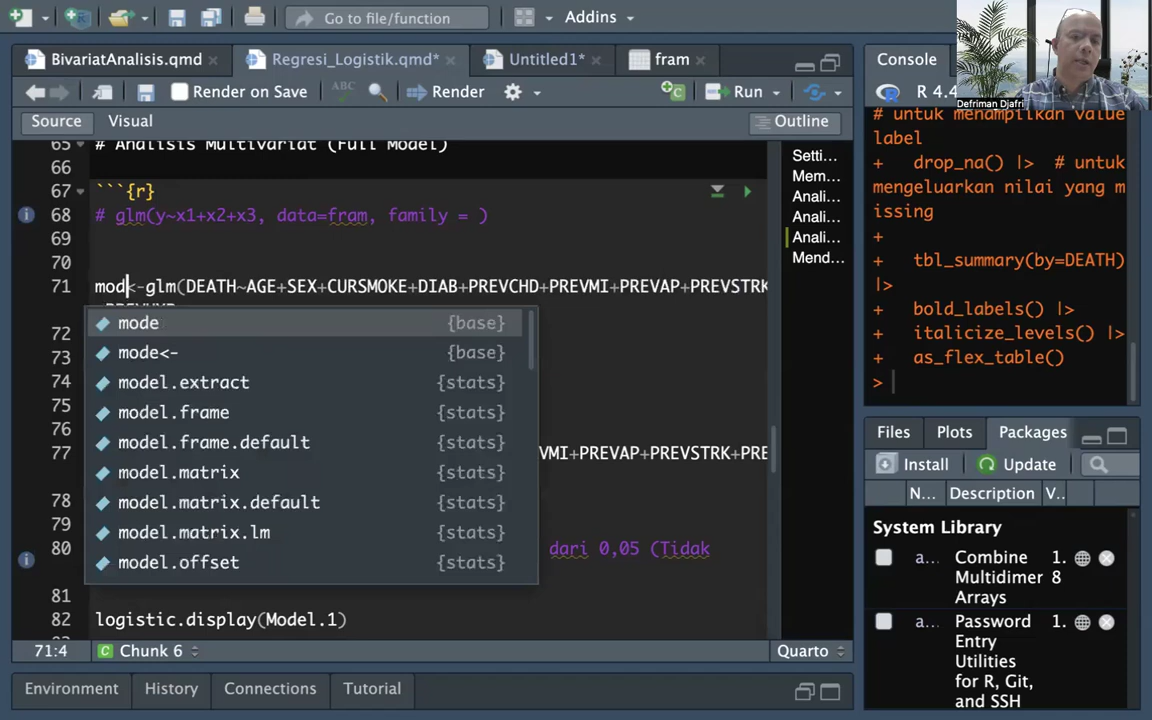 Go to file/function
Addins
BivariatAnalisis.qmd
Regresi_Logistik.qmd*
Untitled1*
fram
Render on Save
ABC
Render
Run
Source
Visual
Outline
65 # Analisis Multivariat (Full Model)
66
67 ```{r}
68 # glm(y~x1+x2+x3, data=fram, family = )
69
70
71 mod<-glm(DEATH~AGE+SEX+CURSMOKE+DIAB+PREVCHD+PREVMI+PREVAP+PREVSTRK
mode {base}
72 mode<- {base}
73
74 model.extract {stats}
75 model.frame {stats}
76 model.frame.default {stats}
77 VMI+PREVAP+PREVSTRK+PRE
model.matrix {stats}
78 model.matrix.default {stats}
79 model.matrix.lm {stats}
80 dari 0,05 (Tidak
model.offset {stats}
81
82 logistic.display(Model.1)
71:4
Chunk 6
Quarto
Environment
History
Connections
Tutorial
Setti...
Mem...
Anali...
Anali...
Anali...
Mend...
Console
R 4.4
Defriman Djafri
# untuk menampilkan value
label
+ drop_na() |> # untuk
mengeluarkan nilai yang m
issing
+
+ tbl_summary(by=DEATH)
|>
+ bold_labels() |>
+ italicize_levels() |>
+ as_flex_table()
>
Files
Plots
Packages
Install
Update
N...
Description
V...
System Library
a...
Combine
Multidimer
Arrays
1.
8
a...
Password
Entry
Utilities
for R, Git,
and SSH
1.